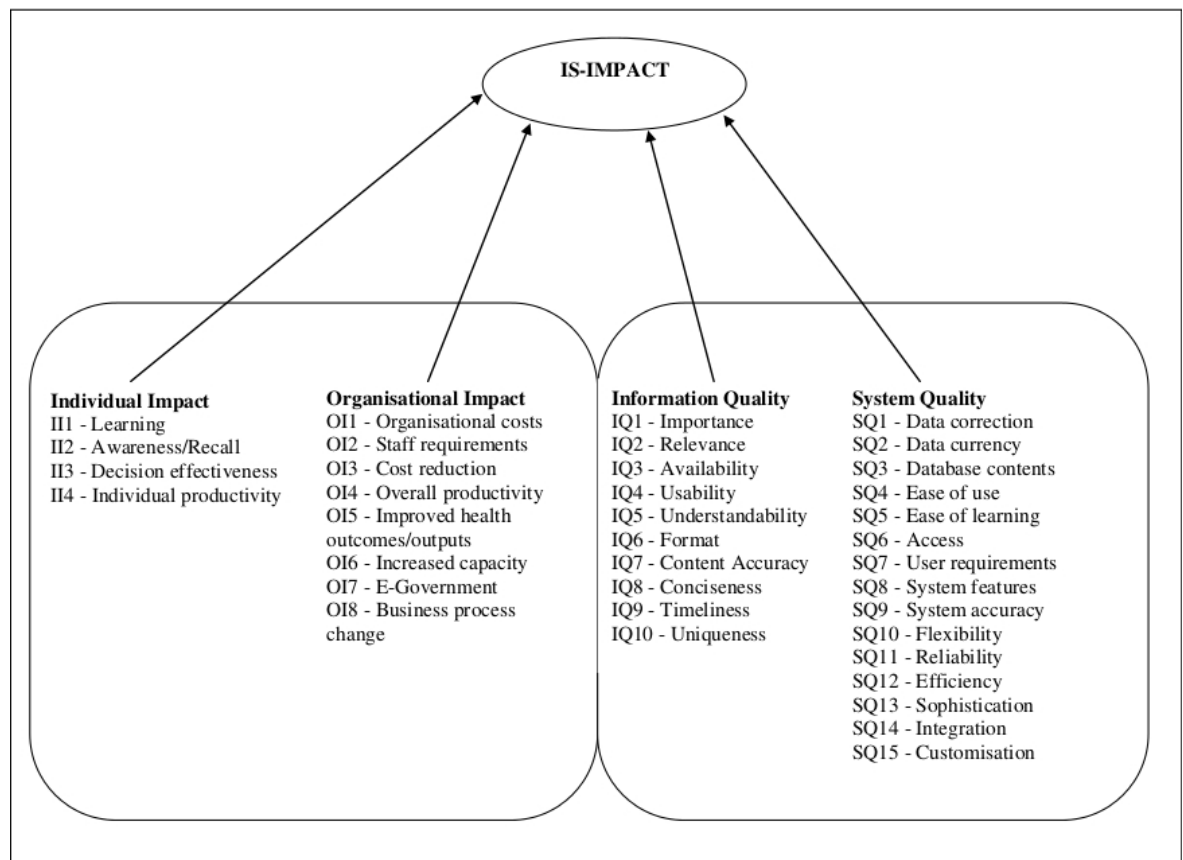 IS-IMPACT
Individual Impact
II1 - Learning
II2 - Awareness/Recall
II3 - Decision effectiveness
II4 - Individual productivity
Organisational Impact
OI1 - Organisational costs
OI2 - Staff requirements
OI3 - Cost reduction
OI4 - Overall productivity
OI5 - Improved health
outcomes/outputs
OI6 - Increased capacity
OI7 - E-Government
OI8 - Business process
change
Information Quality
IQ1 - Importance
IQ2 - Relevance
IQ3 - Availability
IQ4 - Usability
IQ5 - Understandability
IQ6 - Format
IQ7 - Content Accuracy
IQ8 - Conciseness
IQ9 - Timeliness
IQ10 - Uniqueness
System Quality
SQ1 - Data correction
SQ2 - Data currency
SQ3 - Database contents
SQ4 - Ease of use
SQ5 - Ease of learning
SQ6 - Access
SQ7 - User requirements
SQ8 - System features
SQ9 - System accuracy
SQ10 - Flexibility
SQ11 - Reliability
SQ12 - Efficiency
SQ13 - Sophistication
SQ14 - Integration
SQ15 - Customisation